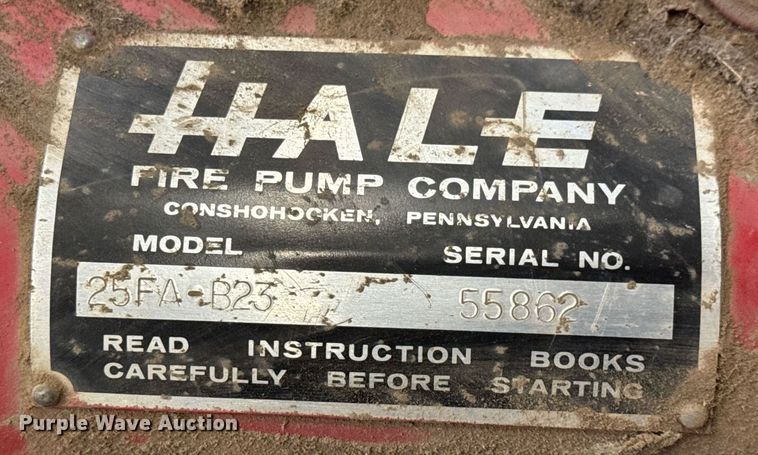 HALE
FIRE PUMP COMPANY
CONSHOHOCKEN, PENNSYLVANIA
MODEL SERIAL NO.
25FA-B23 55862
READ INSTRUCTION BOOKS
CAREFULLY BEFORE STARTING
Purple Wave Auction